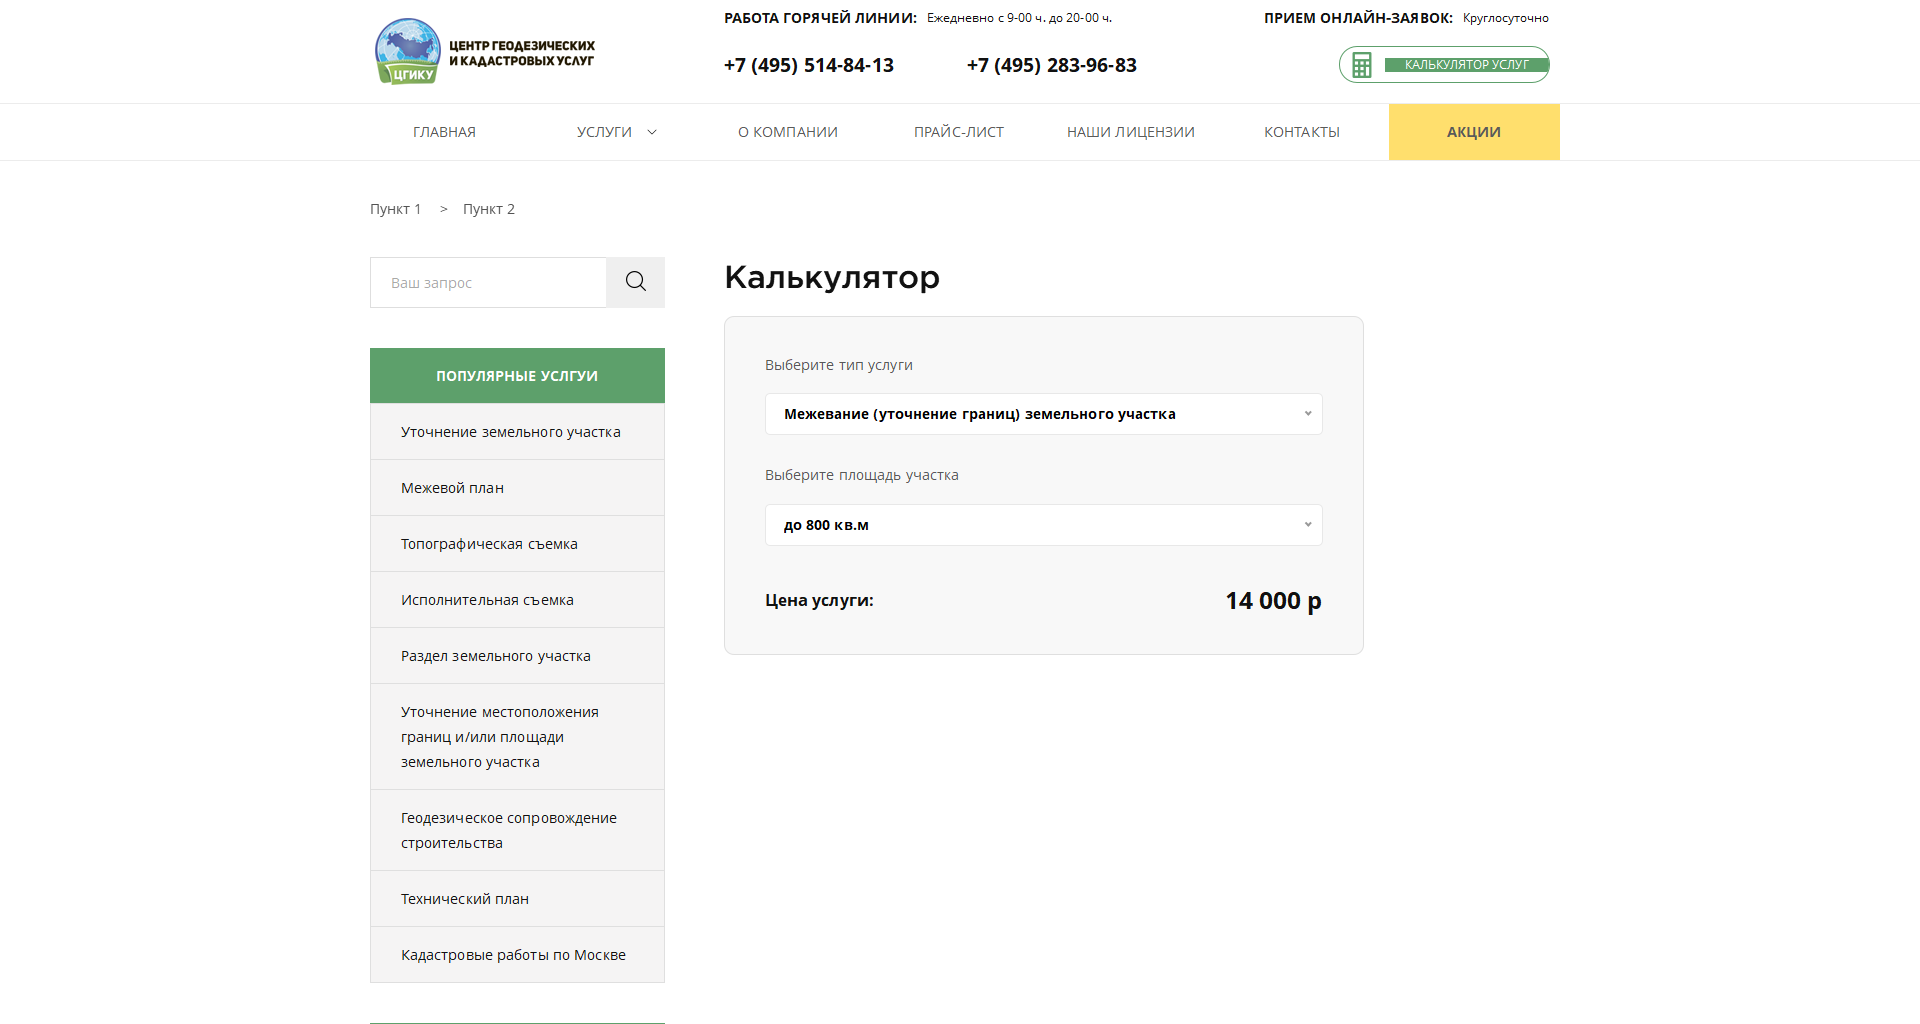 РАБОТА ГОРЯЧЕЙ ЛИНИИ: Ежедневно с 9-00 ч. до 20-00 ч.
ПРИЕМ ОНЛАЙН-ЗАЯВОК: Круглосуточно
ЦЕНТР ГЕОДЕЗИЧЕСКИХ
И КАДАСТРОВЫХ УСЛУГ
ЦГИКУ
+7 (495) 514-84-13
+7 (495) 283-96-83
КАЛЬКУЛЯТОР УСЛУГ
ГЛАВНАЯ
УСЛУГИ
О КОМПАНИИ
ПРАЙС-ЛИСТ
НАШИ ЛИЦЕНЗИИ
КОНТАКТЫ
АКЦИИ
Пункт 1 > Пункт 2
Ваш запрос
ПОПУЛЯРНЫЕ УСЛГУИ
Уточнение земельного участка
Межевой план
Топографическая съемка
Исполнительная съемка
Раздел земельного участка
Уточнение местоположения
границ и/или площади
земельного участка
Геодезическое сопровождение
строительства
Технический план
Кадастровые работы по Москве
Калькулятор
Выберите тип услуги
Межевание (уточнение границ) земельного участка
Выберите площадь участка
до 800 кв.м
Цена услуги:
14 000 р